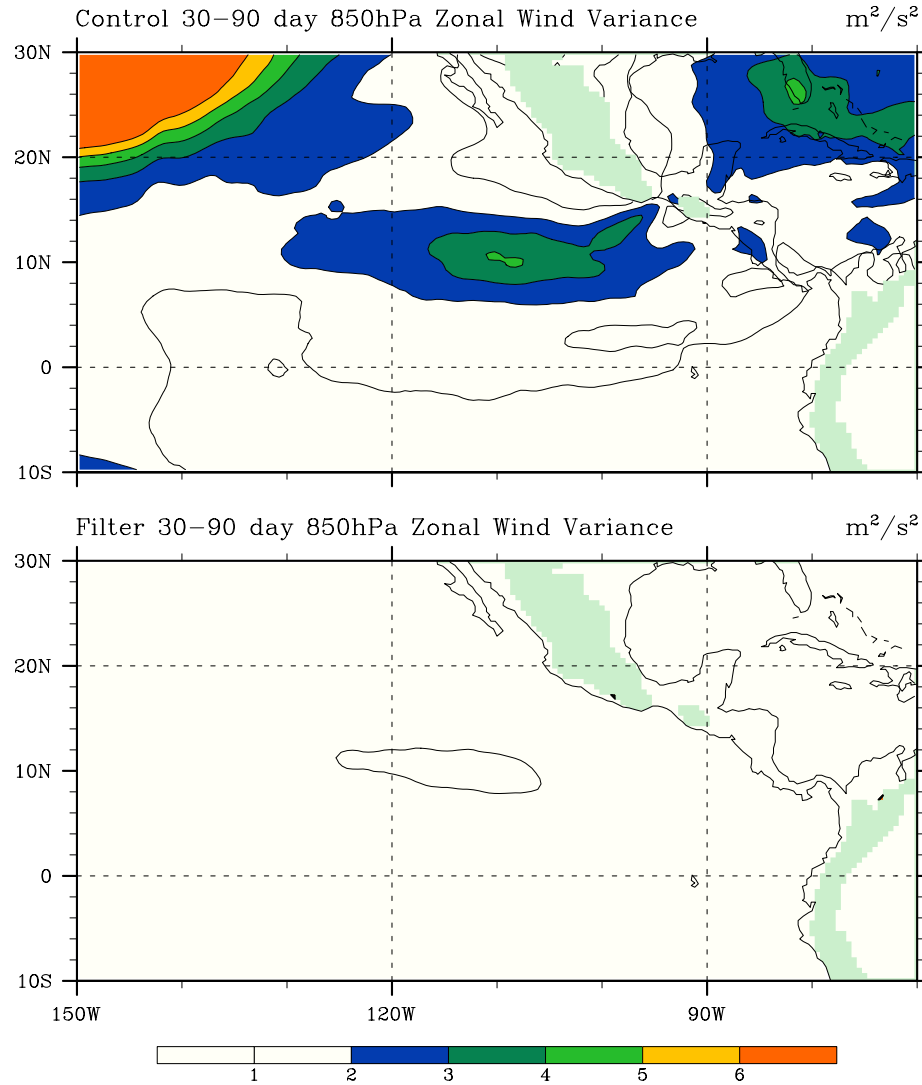 Control 30−90 day 850hPa Zonal Wind Variance m²/s²
30N
20N
10N
0
10S
Filter 30−90 day 850hPa Zonal Wind Variance m²/s²
30N
20N
10N
0
10S
150W 120W 90W
1 2 3 4 5 6